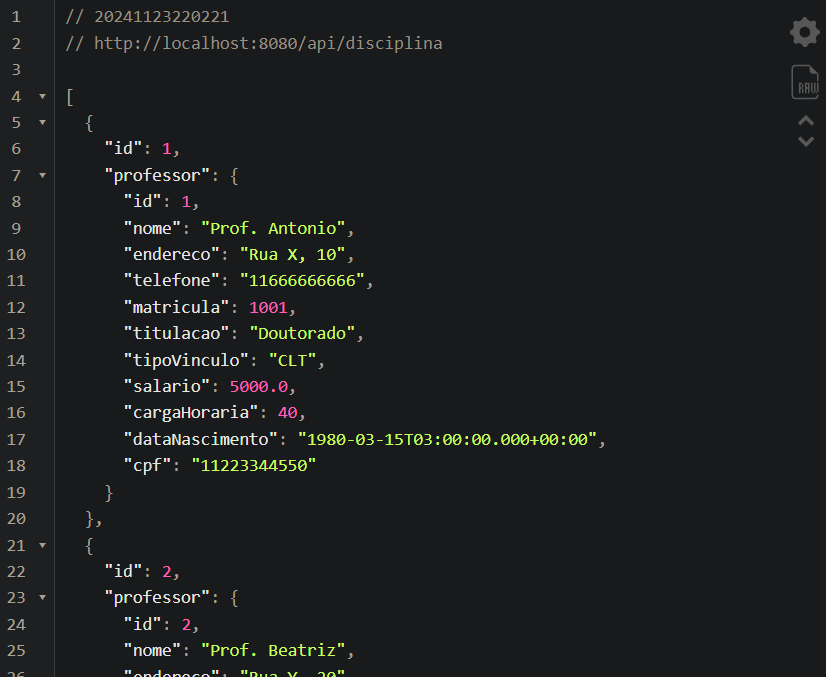 1 // 20241123220221
2 // http://localhost:8080/api/disciplina
3
4 [
5 {
6 "id": 1,
7 "professor": {
8 "id": 1,
9 "nome": "Prof. Antonio",
10 "endereco": "Rua X, 10",
11 "telefone": "11666666666",
12 "matricula": 1001,
13 "titulacao": "Doutorado",
14 "tipoVinculo": "CLT",
15 "salario": 5000.0,
16 "cargaHoraria": 40,
17 "dataNascimento": "1980-03-15T03:00:00.000+00:00",
18 "cpf": "11223344550"
19 }
20 },
21 {
22 "id": 2,
23 "professor": {
24 "id": 2,
25 "nome": "Prof. Beatriz",
26 "endereco": "Rua Y, 20"
RAW